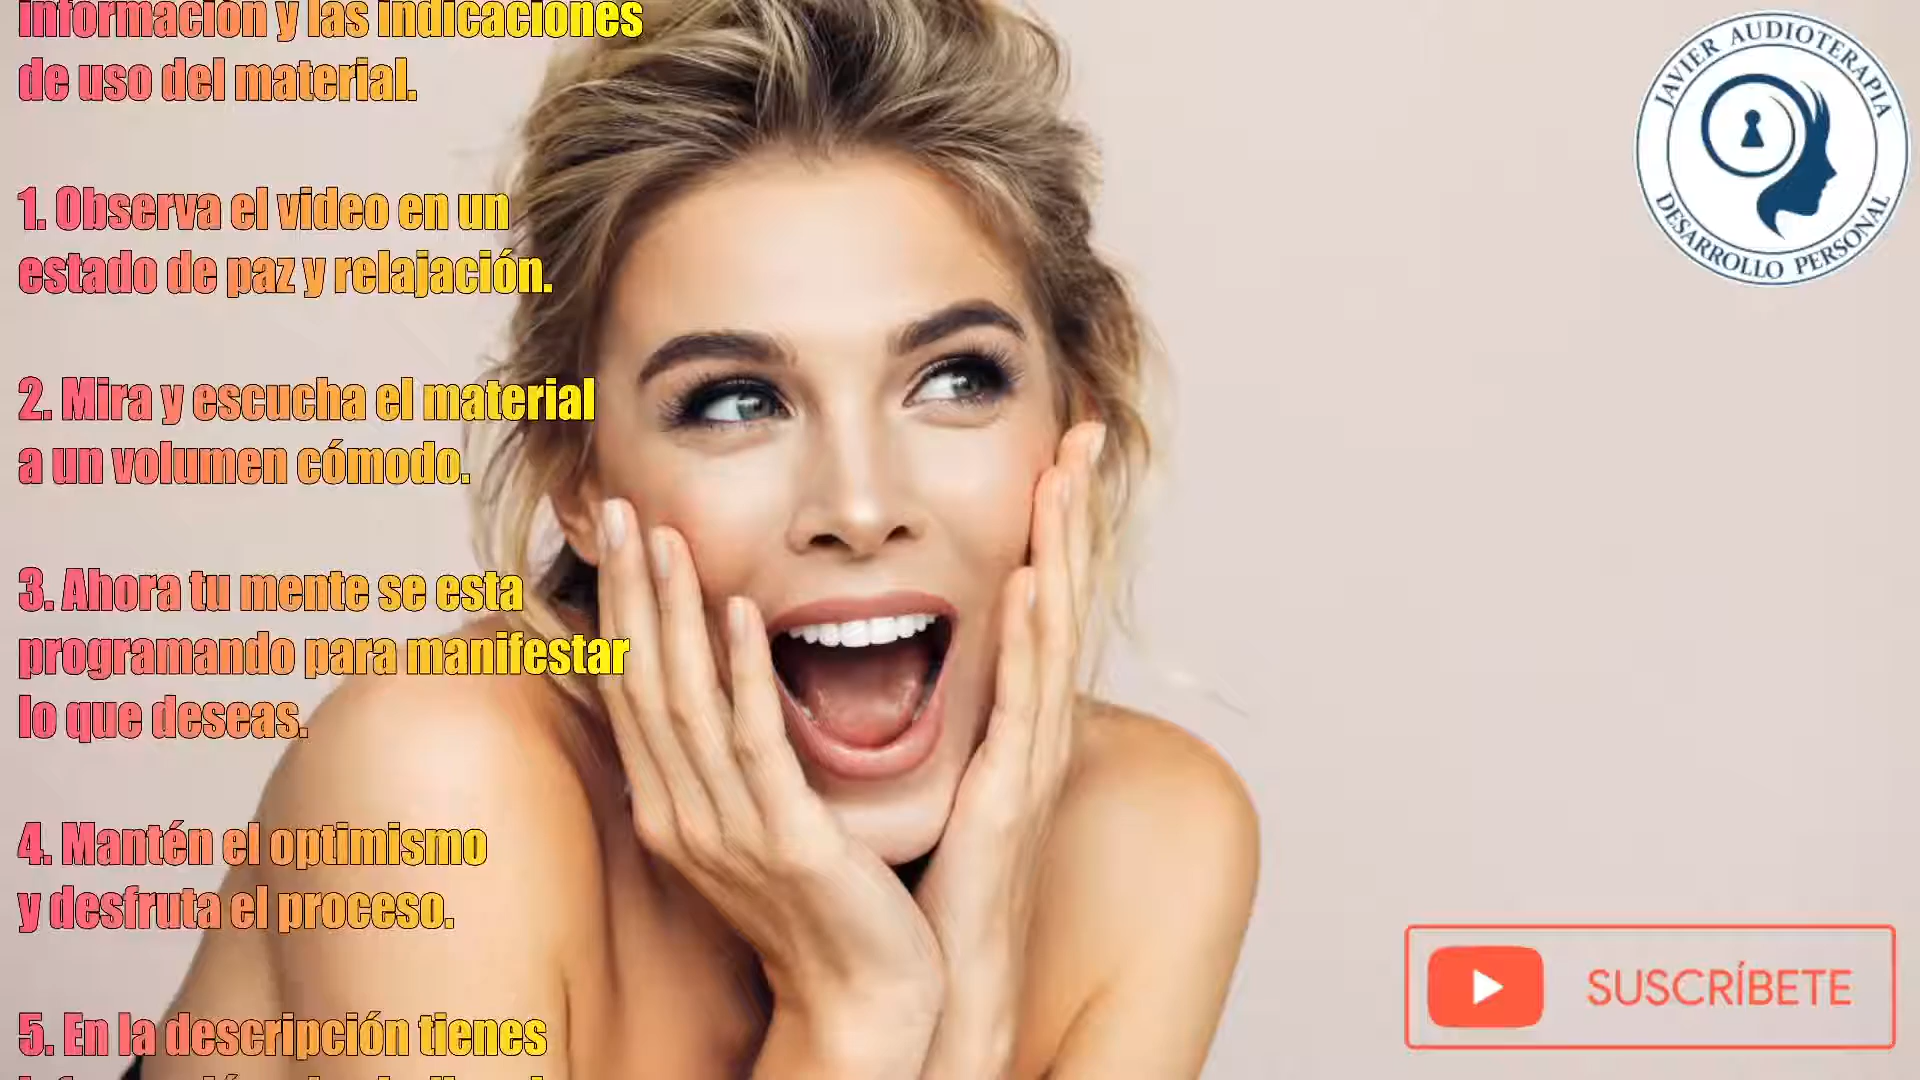 información y las indicaciones
de uso del material.
1. Observa el video en un
estado de paz y relajación.
2. Mira y escucha el material
a un volumen cómodo.
3. Ahora tu mente se esta
programando para manifestar
lo que deseas.
4. Mantén el optimismo
y desfruta el proceso.
5. En la descripción tienes
JAVIER AUDIOTERAPIA
DESARROLLO PERSONAL
SUSCRÍBETE